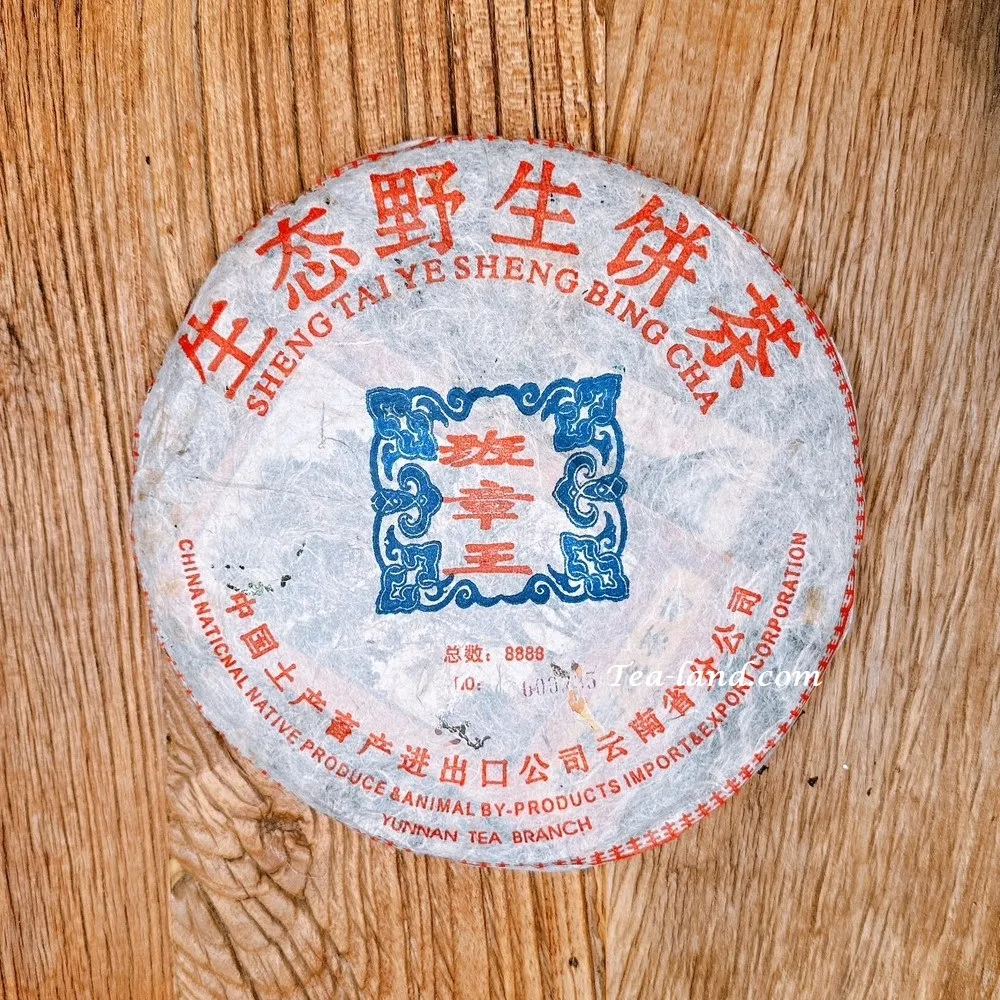 生态野生饼茶
SHENG TAI YE SHENG BING CHA
班
章
王
总数：8888
Tea-land.com
中国土产畜产进出口公司云南省茶公司
CHINA NATIONAL NATIVE PRODUCE &ANIMAL BY-PRODUCTS IMPORT&EXPORT CORPORATION
YUNNAN TEA BRANCH